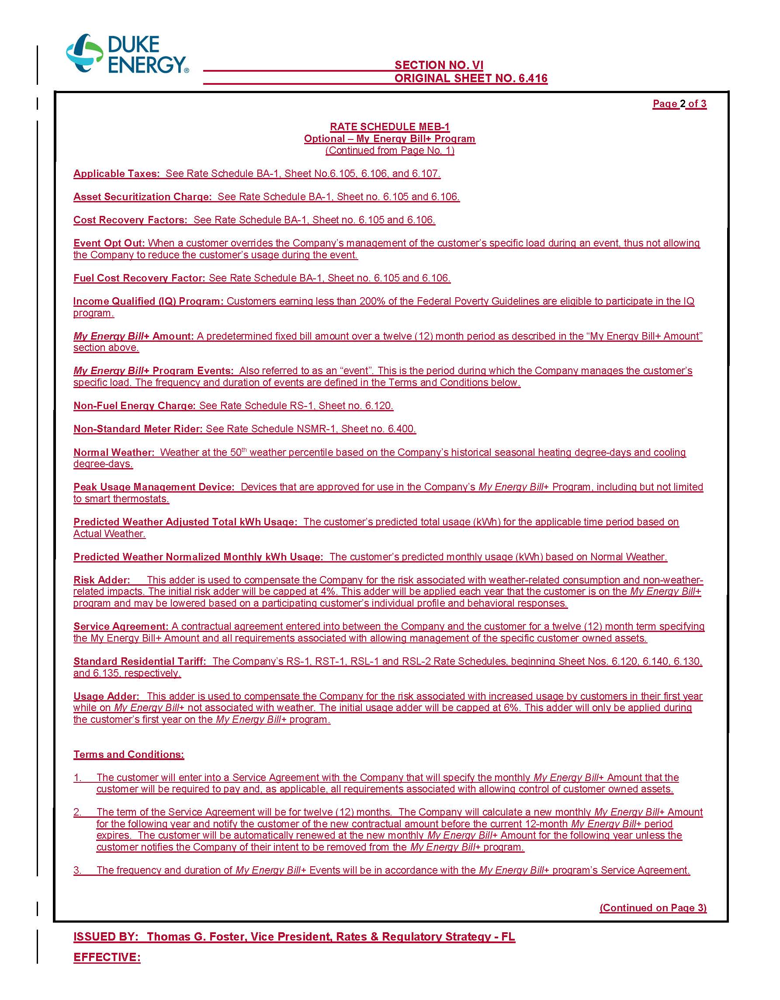 DUKE
ENERGY®
SECTION NO. VI
ORIGINAL SHEET NO. 6.416
Page 2 of 3
RATE SCHEDULE MEB-1
Optional – My Energy Bill+ Program
(Continued from Page No. 1)
Applicable Taxes: See Rate Schedule BA-1, Sheet No.6.105, 6.106, and 6.107.
Asset Securitization Charge: See Rate Schedule BA-1, Sheet no. 6.105 and 6.106.
Cost Recovery Factors: See Rate Schedule BA-1, Sheet no. 6.105 and 6.106.
Event Opt Out: When a customer overrides the Company’s management of the customer’s specific load during an event, thus not allowing
the Company to reduce the customer’s usage during the event.
Fuel Cost Recovery Factor: See Rate Schedule BA-1, Sheet no. 6.105 and 6.106.
Income Qualified (IQ) Program: Customers earning less than 200% of the Federal Poverty Guidelines are eligible to participate in the IQ
program.
My Energy Bill+ Amount: A predetermined fixed bill amount over a twelve (12) month period as described in the “My Energy Bill+ Amount”
section above.
My Energy Bill+ Program Events: Also referred to as an “event”. This is the period during which the Company manages the customer’s
specific load. The frequency and duration of events are defined in the Terms and Conditions below.
Non-Fuel Energy Charge: See Rate Schedule RS-1, Sheet no. 6.120.
Non-Standard Meter Rider: See Rate Schedule NSMR-1, Sheet no. 6.400.
Normal Weather: Weather at the 50th weather percentile based on the Company’s historical seasonal heating degree-days and cooling
degree-days.
Peak Usage Management Device: Devices that are approved for use in the Company’s My Energy Bill+ Program, including but not limited
to smart thermostats.
Predicted Weather Adjusted Total kWh Usage: The customer’s predicted total usage (kWh) for the applicable time period based on
Actual Weather.
Predicted Weather Normalized Monthly kWh Usage: The customer’s predicted monthly usage (kWh) based on Normal Weather.
Risk Adder: This adder is used to compensate the Company for the risk associated with weather-related consumption and non-weather-
related impacts. The initial risk adder will be capped at 4%. This adder will be applied each year that the customer is on the My Energy Bill+
program and may be lowered based on a participating customer’s individual profile and behavioral responses.
Service Agreement: A contractual agreement entered into between the Company and the customer for a twelve (12) month term specifying
the My Energy Bill+ Amount and all requirements associated with allowing management of the specific customer owned assets.
Standard Residential Tariff: The Company’s RS-1, RST-1, RSL-1 and RSL-2 Rate Schedules, beginning Sheet Nos. 6.120, 6.140, 6.130,
and 6.135, respectively.
Usage Adder: This adder is used to compensate the Company for the risk associated with increased usage by customers in their first year
while on My Energy Bill+ not associated with weather. The initial usage adder will be capped at 6%. This adder will only be applied during
the customer’s first year on the My Energy Bill+ program.
Terms and Conditions:
1. The customer will enter into a Service Agreement with the Company that will specify the monthly My Energy Bill+ Amount that the
customer will be required to pay and, as applicable, all requirements associated with allowing control of customer owned assets.
2. The term of the Service Agreement will be for twelve (12) months. The Company will calculate a new monthly My Energy Bill+ Amount
for the following year and notify the customer of the new contractual amount before the current 12-month My Energy Bill+ period
expires. The customer will be automatically renewed at the new monthly My Energy Bill+ Amount for the following year unless the
customer notifies the Company of their intent to be removed from the My Energy Bill+ program.
3. The frequency and duration of My Energy Bill+ Events will be in accordance with the My Energy Bill+ program’s Service Agreement.
(Continued on Page 3)
ISSUED BY: Thomas G. Foster, Vice President, Rates & Regulatory Strategy - FL
EFFECTIVE: